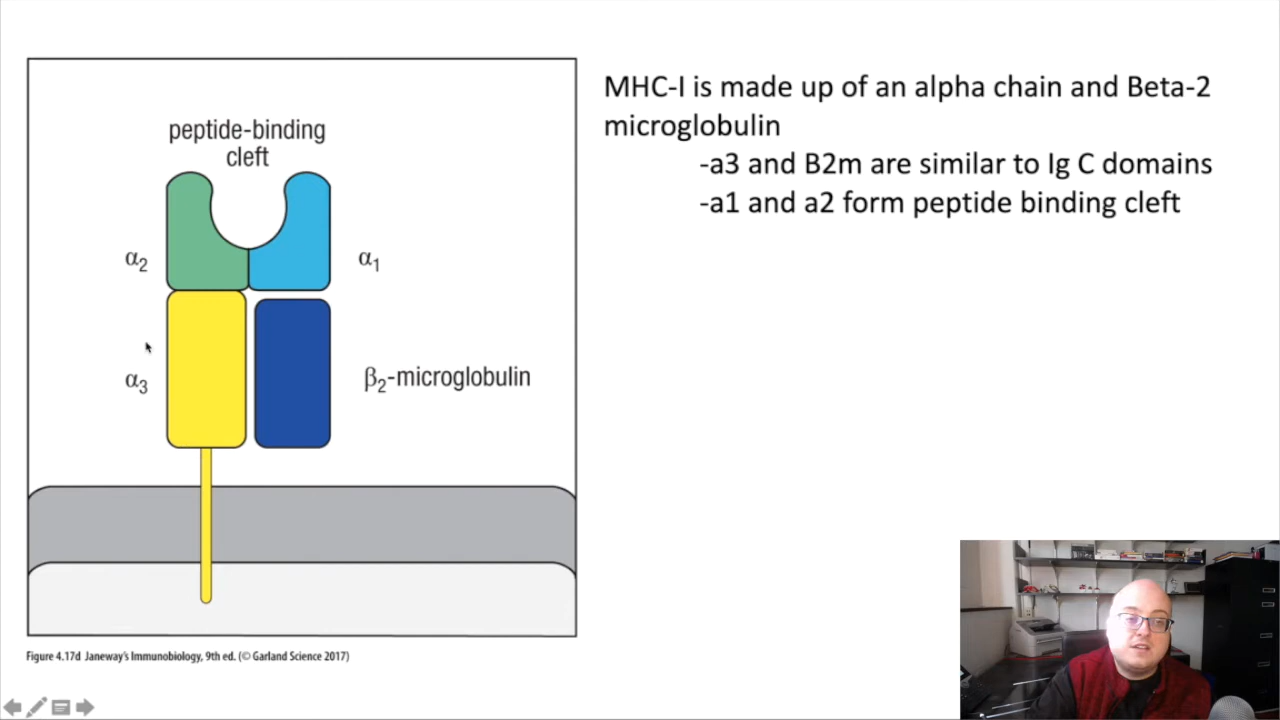 peptide-binding
cleft
α2
α1
α3
β2-microglobulin
Figure 4.17d Janeway's Immunobiology, 9th ed. (© Garland Science 2017)
MHC-I is made up of an alpha chain and Beta-2
microglobulin
-a3 and B2m are similar to Ig C domains
-a1 and a2 form peptide binding cleft